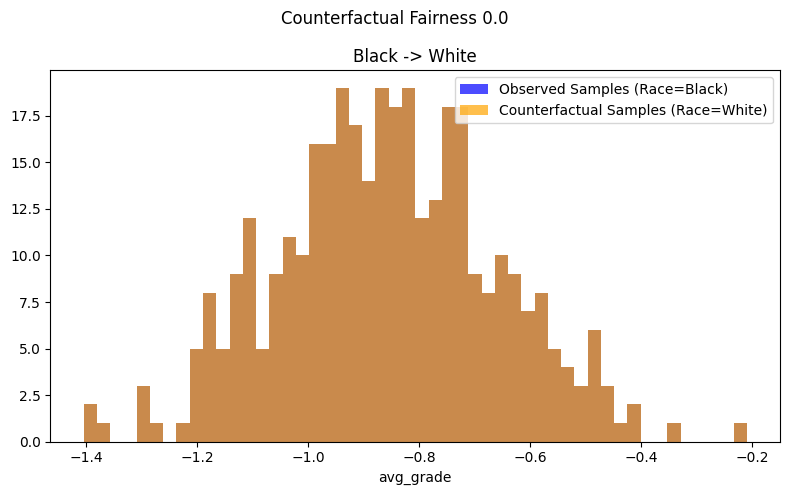 Counterfactual Fairness 0.0
Black -> White
Observed Samples (Race=Black)
Counterfactual Samples (Race=White)
17.5
15.0
12.5
10.0
7.5
5.0
2.5
0.0
−1.4 −1.2 −1.0 −0.8 −0.6 −0.4 −0.2
avg_grade